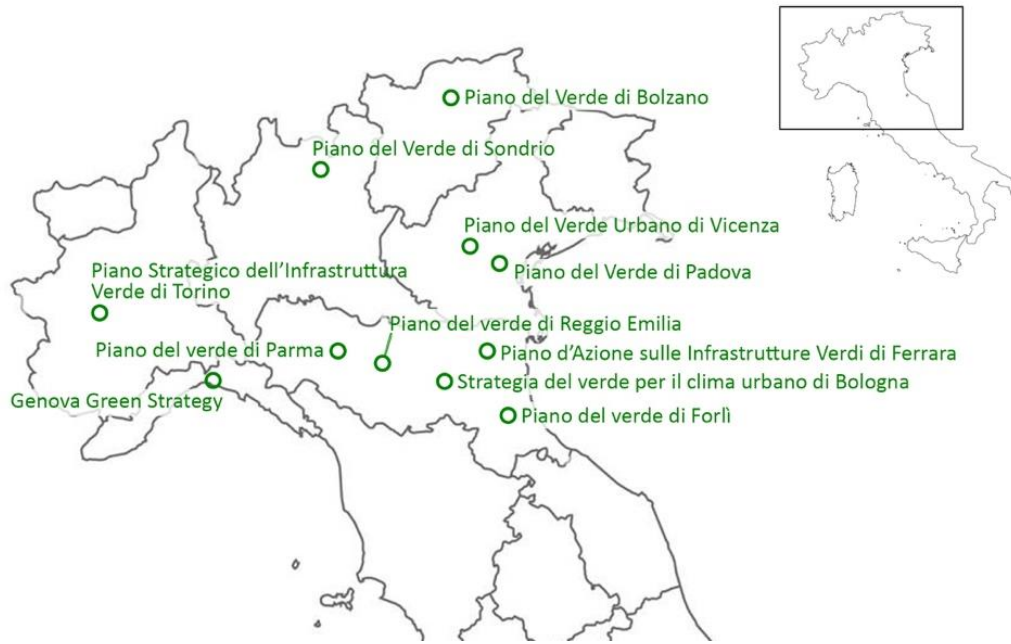 Piano del Verde di Bolzano
Piano del Verde di Sondrio
Piano del Verde Urbano di Vicenza
Piano del Verde di Padova
Piano Strategico dell'Infrastruttura
Verde di Torino
Piano del verde di Reggio Emilia
Piano del verde di Parma
Piano d'Azione sulle Infrastrutture Verdi di Ferrara
Strategia del verde per il clima urbano di Bologna
Genova Green Strategy
Piano del verde di Forlì